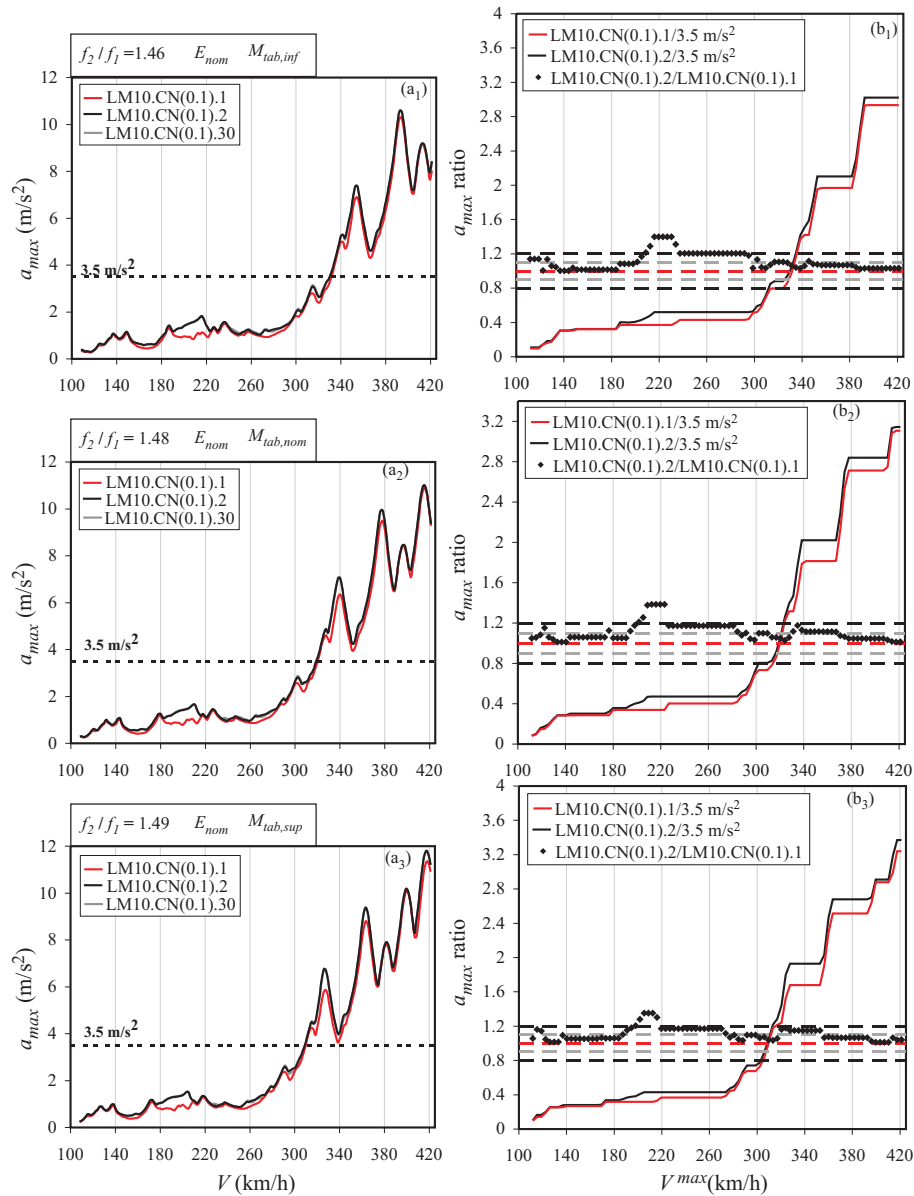 f2 / f1 = 1.46 Enom Mtab,inf
LM10.CN(0.1).1
LM10.CN(0.1).2
LM10.CN(0.1).30
(a1)
3.5 m/s2
amax (m/s2)
12
10
8
6
4
2
0
100 140 180 220 260 300 340 380 420
LM10.CN(0.1).1/3.5 m/s2
LM10.CN(0.1).2/3.5 m/s2
LM10.CN(0.1).2/LM10.CN(0.1).1
(b1)
amax ratio
4
3.6
3.2
2.8
2.4
2
1.6
1.2
0.8
0.4
0
100 140 180 220 260 300 340 380 420
f2 / f1 = 1.48 Enom Mtab,nom
LM10.CN(0.1).1
LM10.CN(0.1).2
LM10.CN(0.1).30
(a2)
3.5 m/s2
amax (m/s2)
12
10
8
6
4
2
0
100 140 180 220 260 300 340 380 420
LM10.CN(0.1).1/3.5 m/s2
LM10.CN(0.1).2/3.5 m/s2
LM10.CN(0.1).2/LM10.CN(0.1).1
(b2)
amax ratio
3.2
2.8
2.4
2
1.6
1.2
0.8
0.4
0
100 140 180 220 260 300 340 380 420
f2 / f1 = 1.49 Enom Mtab,sup
LM10.CN(0.1).1
LM10.CN(0.1).2
LM10.CN(0.1).30
(a3)
3.5 m/s2
amax (m/s2)
12
10
8
6
4
2
0
100 140 180 220 260 300 340 380 420
V (km/h)
LM10.CN(0.1).1/3.5 m/s2
LM10.CN(0.1).2/3.5 m/s2
LM10.CN(0.1).2/LM10.CN(0.1).1
(b3)
amax ratio
3.6
3.2
2.8
2.4
2
1.6
1.2
0.8
0.4
0
100 140 180 220 260 300 340 380 420
Vmax(km/h)